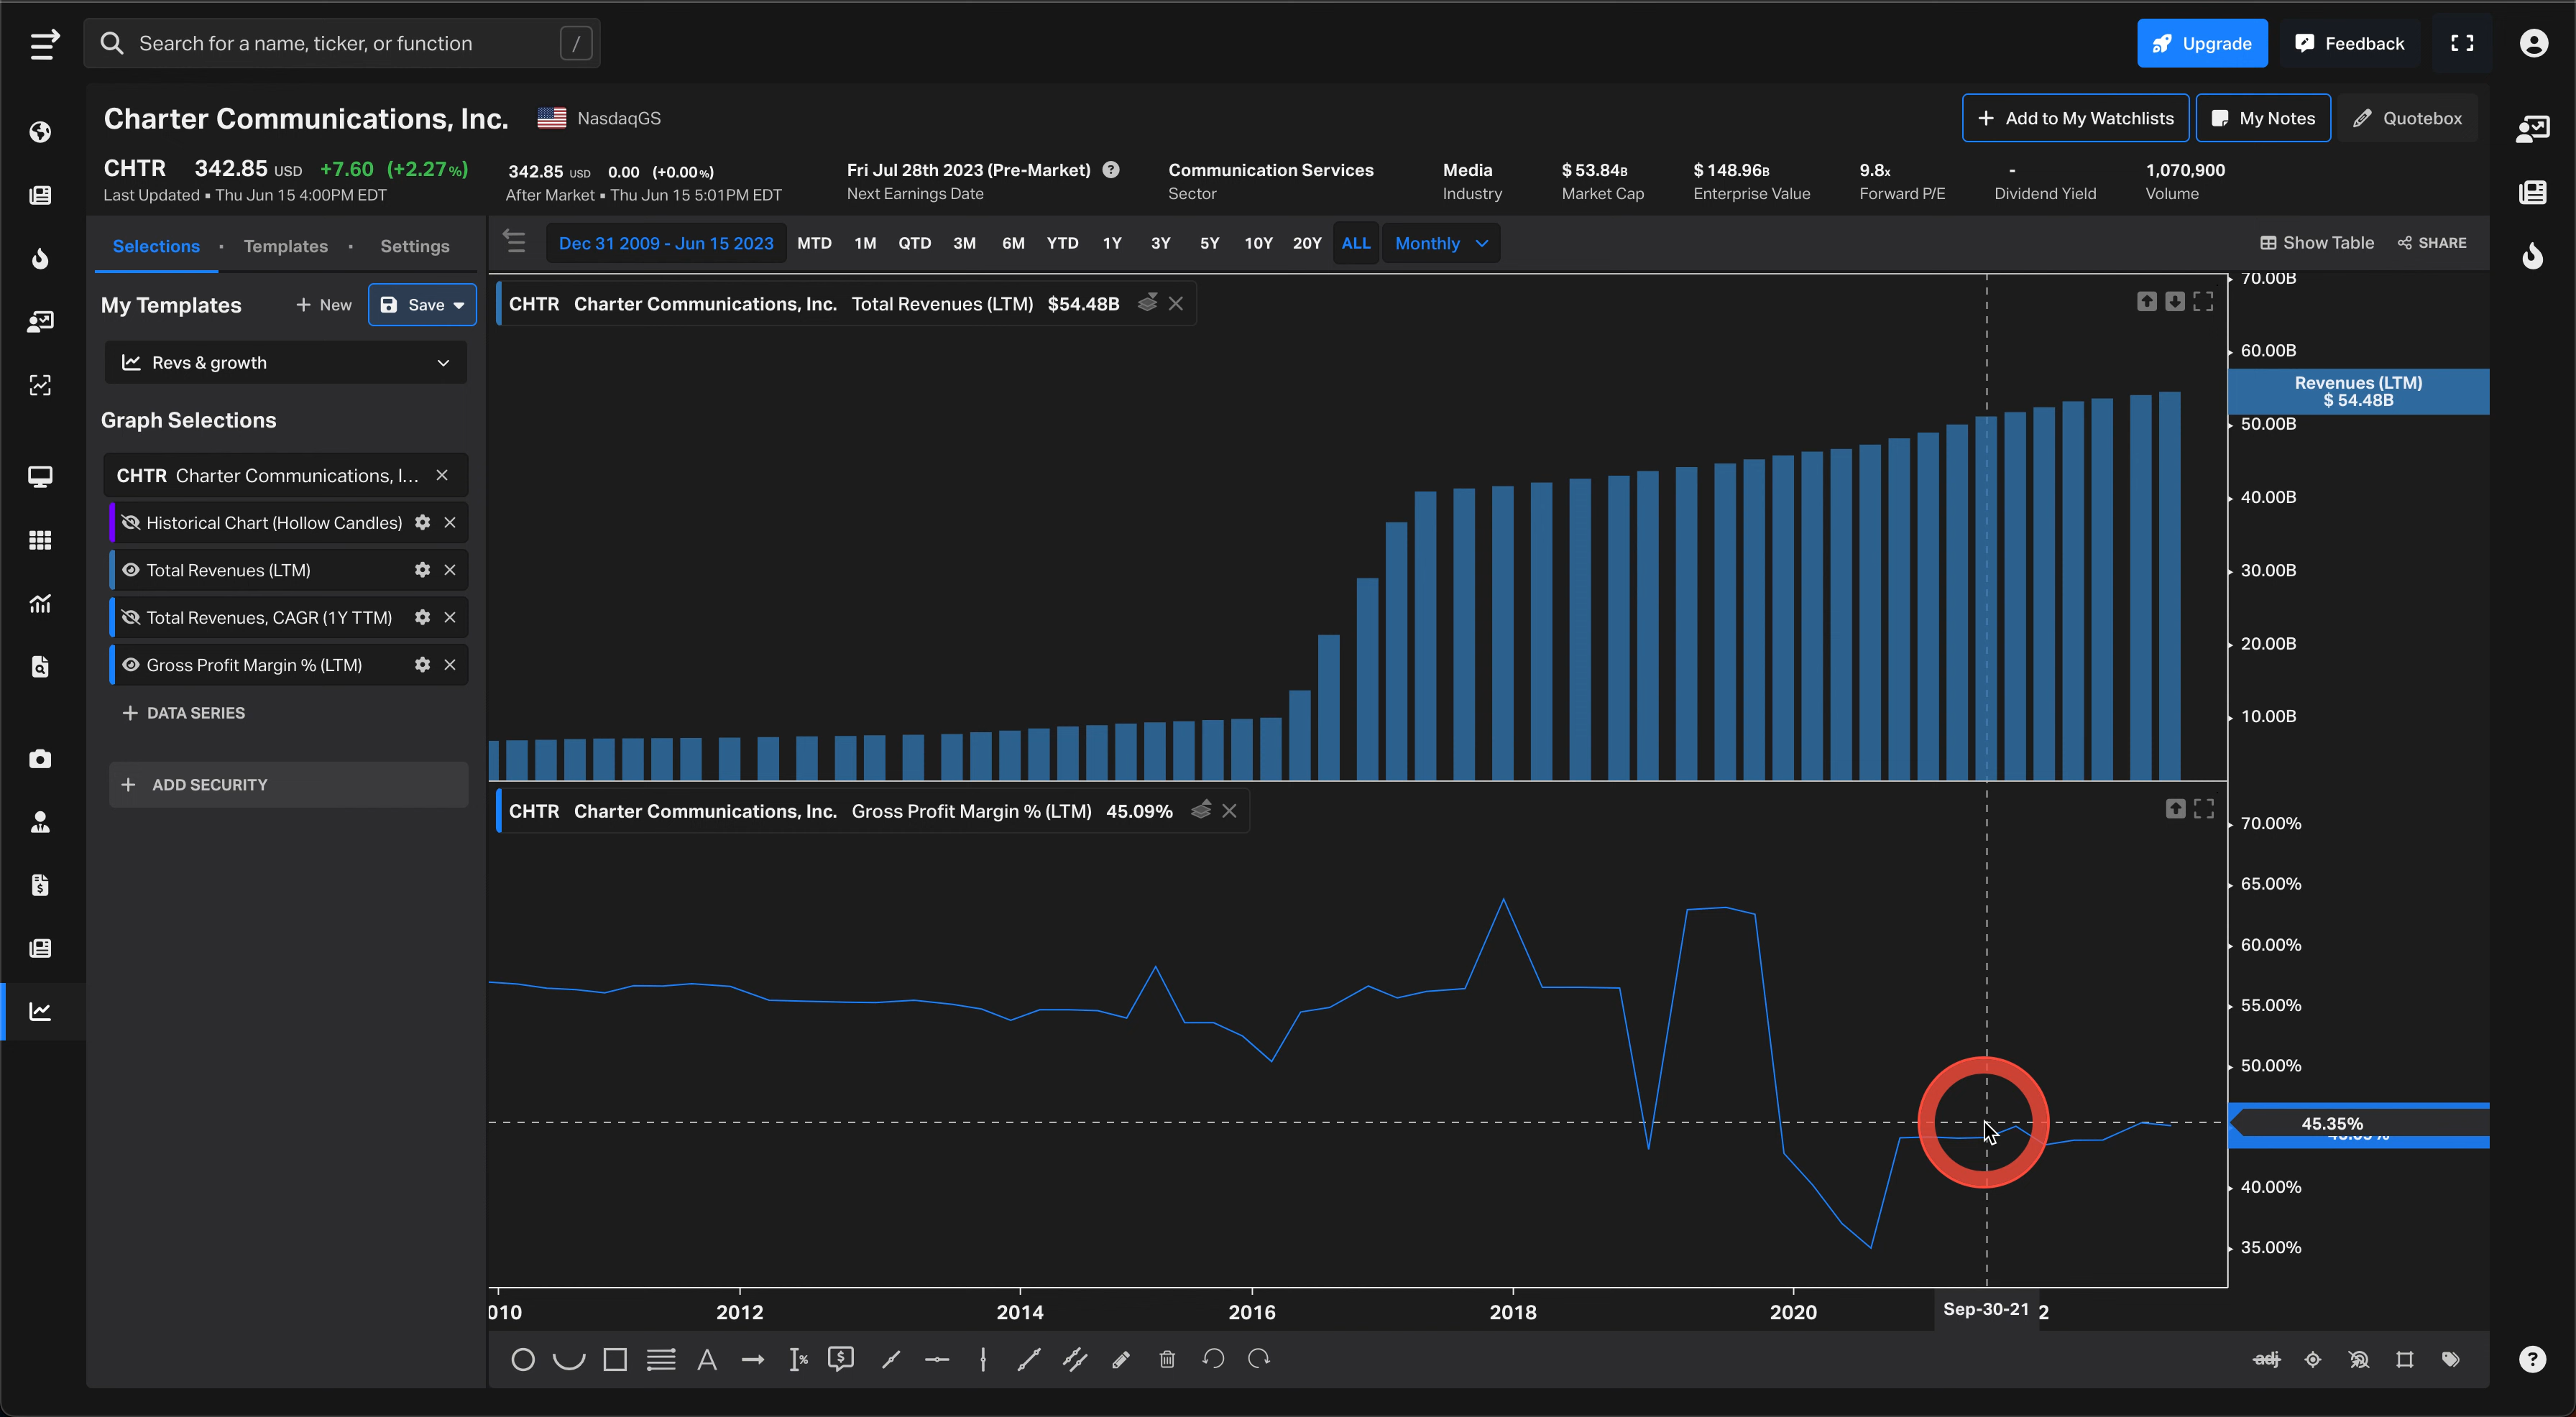 Search for a name, ticker, or function /
Upgrade Feedback
Charter Communications, Inc. NasdaqGS
+ Add to My Watchlists My Notes Quotebox
CHTR 342.85 USD +7.60 (+2.27%)
Last Updated ▪ Thu Jun 15 4:00PM EDT
342.85 USD 0.00 (+0.00%)
After Market ▪ Thu Jun 15 5:01PM EDT
Fri Jul 28th 2023 (Pre-Market) ?
Next Earnings Date
Communication Services
Sector
Media
Industry
$ 53.84B
Market Cap
$ 148.96B
Enterprise Value
9.8x
Forward P/E
-
Dividend Yield
1,070,900
Volume
Selections · Templates · Settings
Dec 31 2009 - Jun 15 2023 MTD 1M QTD 3M 6M YTD 1Y 3Y 5Y 10Y 20Y ALL Monthly
Show Table SHARE
My Templates + New Save
Revs & growth
Graph Selections
CHTR Charter Communications, I...
Historical Chart (Hollow Candles)
Total Revenues (LTM)
Total Revenues, CAGR (1Y TTM)
Gross Profit Margin % (LTM)
+ DATA SERIES
+ ADD SECURITY
CHTR Charter Communications, Inc. Total Revenues (LTM) $54.48B
70.00B
60.00B
Revenues (LTM)
$ 54.48B
50.00B
40.00B
30.00B
20.00B
10.00B
CHTR Charter Communications, Inc. Gross Profit Margin % (LTM) 45.09%
70.00%
65.00%
60.00%
55.00%
50.00%
45.35%
40.00%
35.00%
010 2012 2014 2016 2018 2020 Sep-30-21 2
A
%
$
adj
?